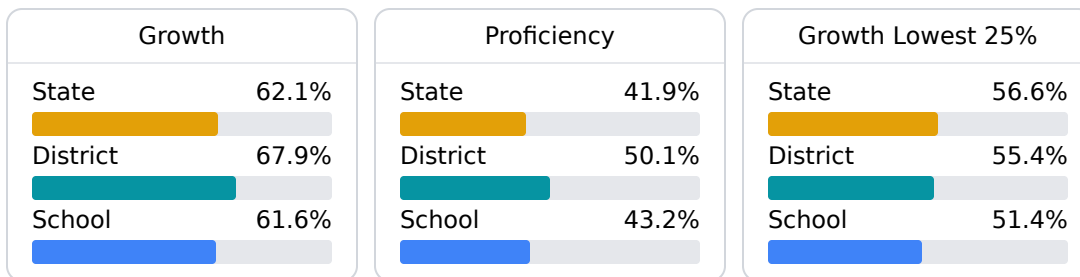 Growth
State 62.1%
District 67.9%
School 61.6%
Proficiency
State 41.9%
District 50.1%
School 43.2%
Growth Lowest 25%
State 56.6%
District 55.4%
School 51.4%